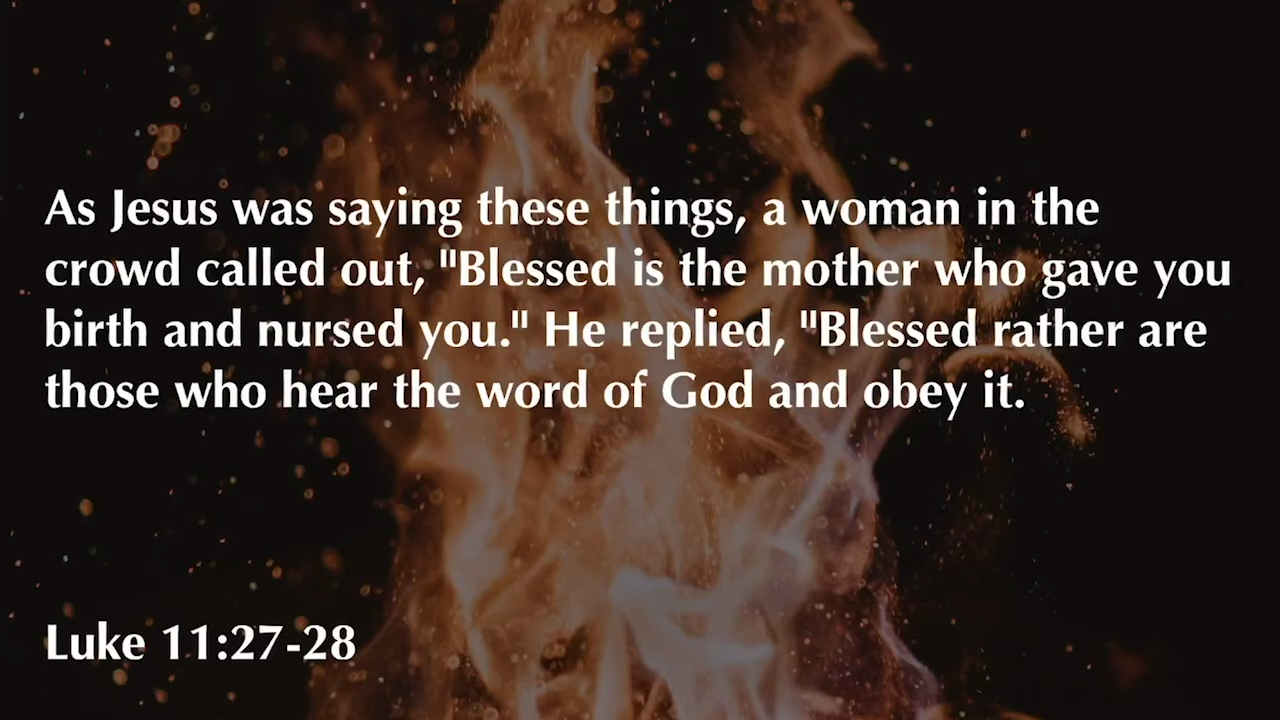 As Jesus was saying these things, a woman in the
crowd called out, "Blessed is the mother who gave you
birth and nursed you." He replied, "Blessed rather are
those who hear the word of God and obey it.
Luke 11:27-28